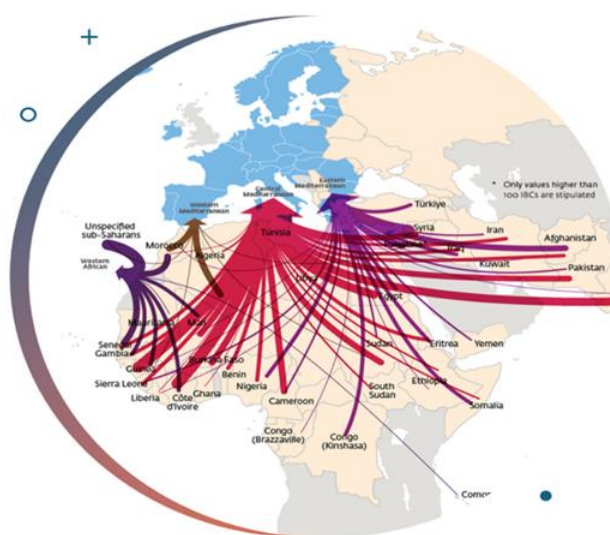 Eastern
Mediterranean
Central
Mediterranean
Western
Mediterranean
* Only values higher than
100 IBCs are stipulated
Türkiye
Unspecified
sub-Saharans
Tunisia
Syria
Iran
Afghanistan
Morocco
Western
African
Algeria
Iraq
Kuwait
Pakistan
Libya
Egypt
Mauritania
Mali
Senegal
Gambia
Sudan
Eritrea
Yemen
Guinea
Burkina Faso
Sierra Leone
Benin
Liberia
Ghana
Nigeria
Côte
d'Ivoire
South
Sudan
Ethiopia
Cameroon
Somalia
Congo
(Brazzaville)
Congo
(Kinshasa)
Comor